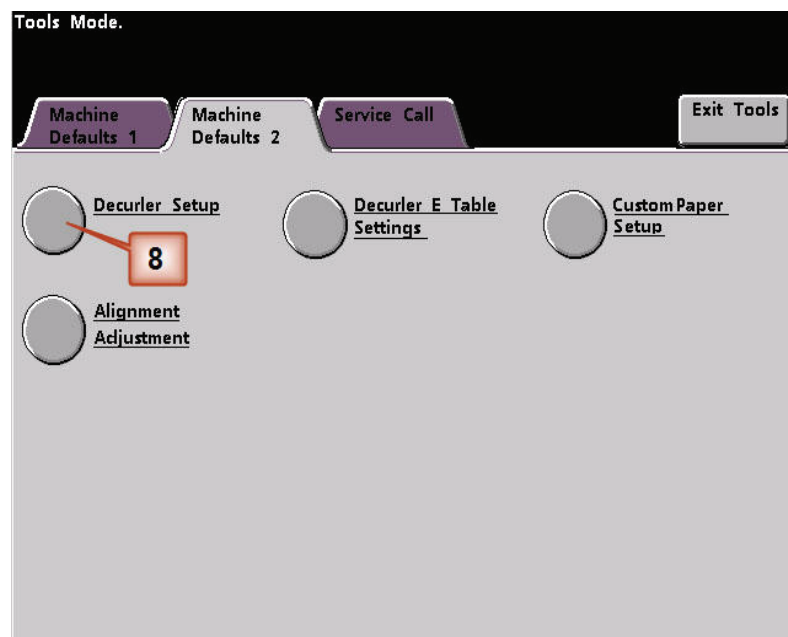 Tools Mode.
Machine
Defaults 1
Machine
Defaults 2
Service Call
Exit Tools
Decurler Setup
Decurler E Table
Settings
Custom Paper
Setup
8
Alignment
Adjustment